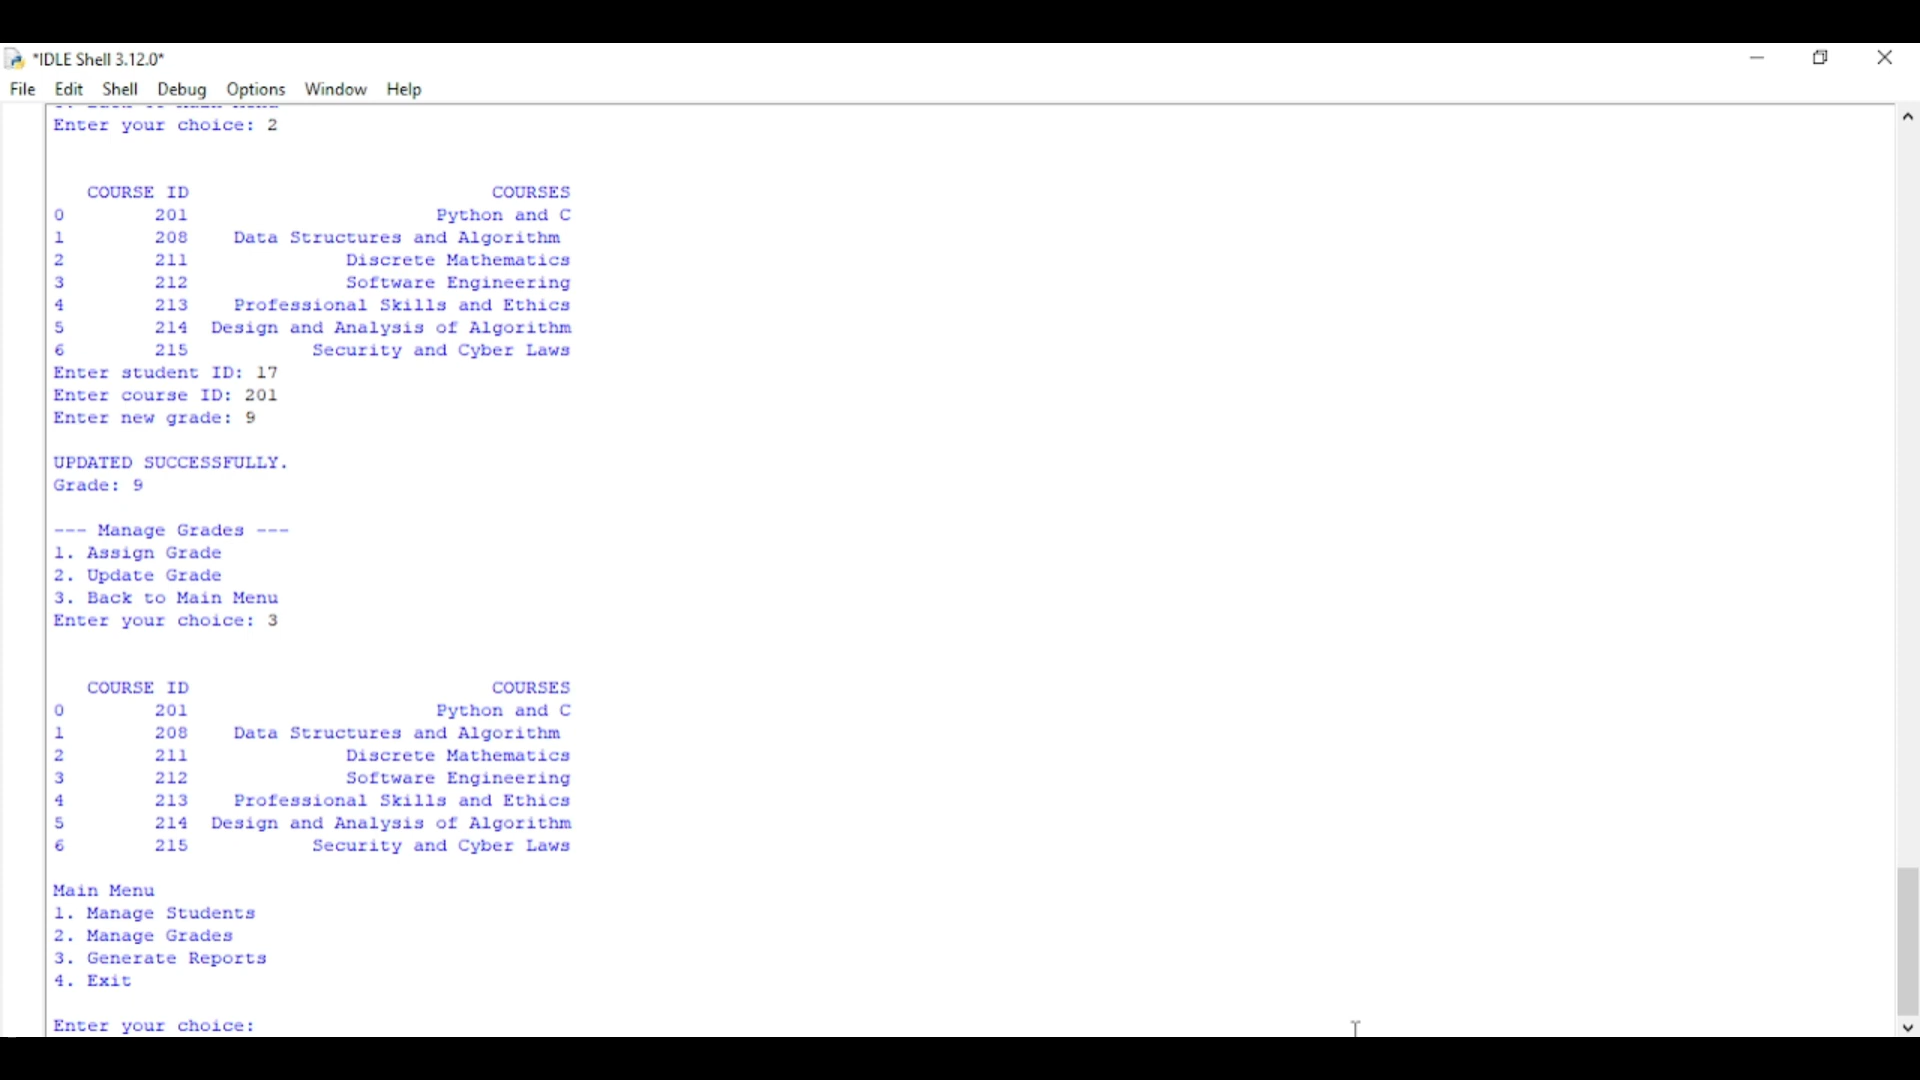 *IDLE Shell 3.12.0*
File Edit Shell Debug Options Window Help
Enter your choice: 2
COURSE ID COURSES
0 201 Python and C
1 208 Data Structures and Algorithm
2 211 Discrete Mathematics
3 212 Software Engineering
4 213 Professional Skills and Ethics
5 214 Design and Analysis of Algorithm
6 215 Security and Cyber Laws
Enter student ID: 17
Enter course ID: 201
Enter new grade: 9
UPDATED SUCCESSFULLY.
Grade: 9
--- Manage Grades ---
1. Assign Grade
2. Update Grade
3. Back to Main Menu
Enter your choice: 3
COURSE ID COURSES
0 201 Python and C
1 208 Data Structures and Algorithm
2 211 Discrete Mathematics
3 212 Software Engineering
4 213 Professional Skills and Ethics
5 214 Design and Analysis of Algorithm
6 215 Security and Cyber Laws
Main Menu
1. Manage Students
2. Manage Grades
3. Generate Reports
4. Exit
Enter your choice: